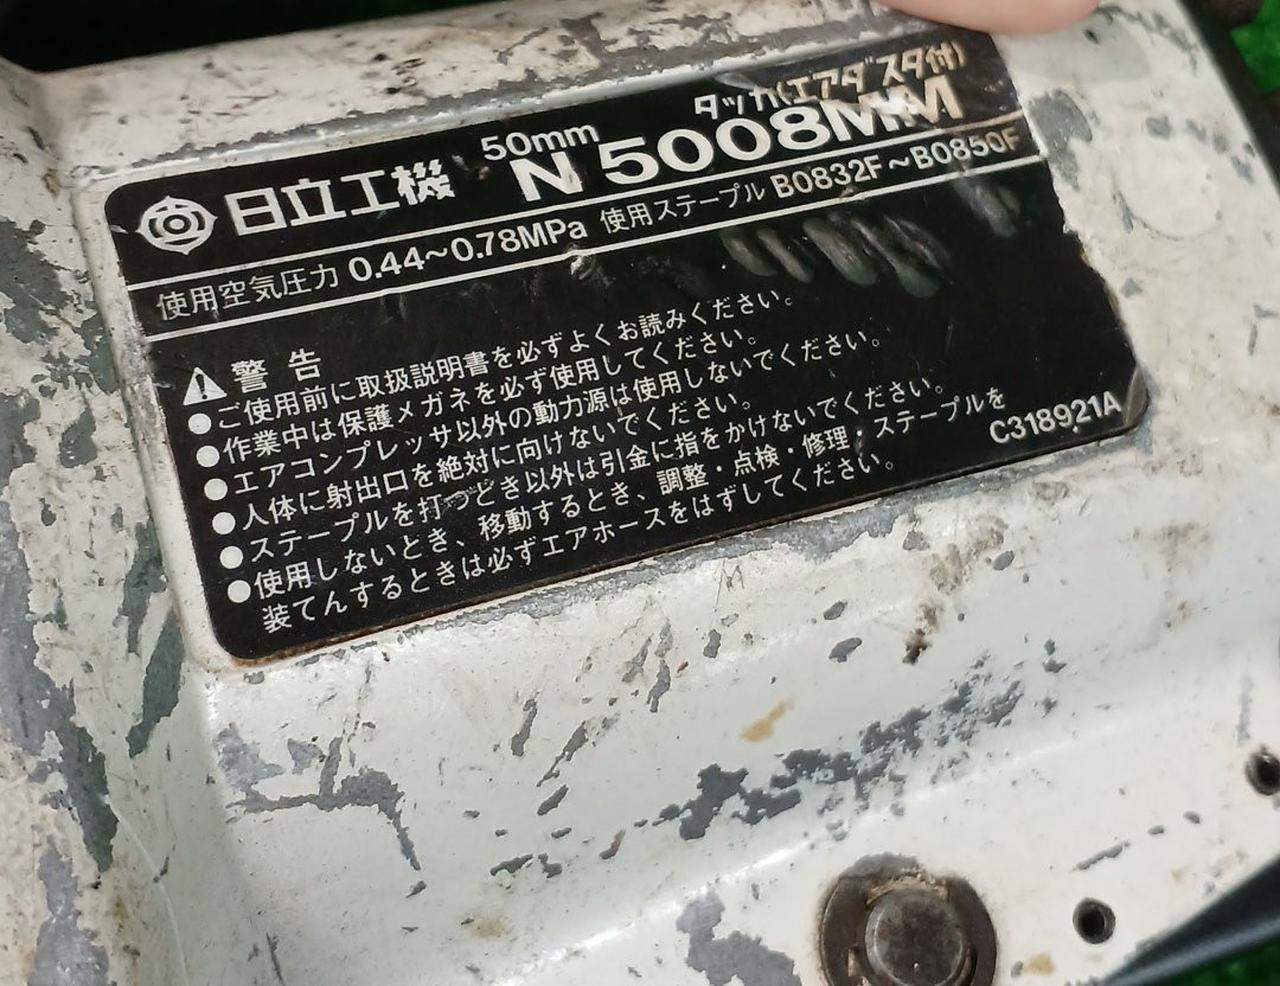 タッカ(エアダスタ付)
日立工機 50mm N 5008MM
使用空気圧力 0.44～0.78MPa 使用ステープル B0832F～B0850F
警告
●ご使用前に取扱説明書を必ずよくお読みください。
●作業中は保護メガネを必ず使用してください。
●エアコンプレッサ以外の動力源は使用しないでください。
●人体に射出口を絶対に向けないでください。
●ステープルを打つとき以外は引金に指をかけないでください。
●使用しないとき、移動するとき、調整・点検・修理・ステープルを
装てんするときは必ずエアホースをはずしてください。
C318921A